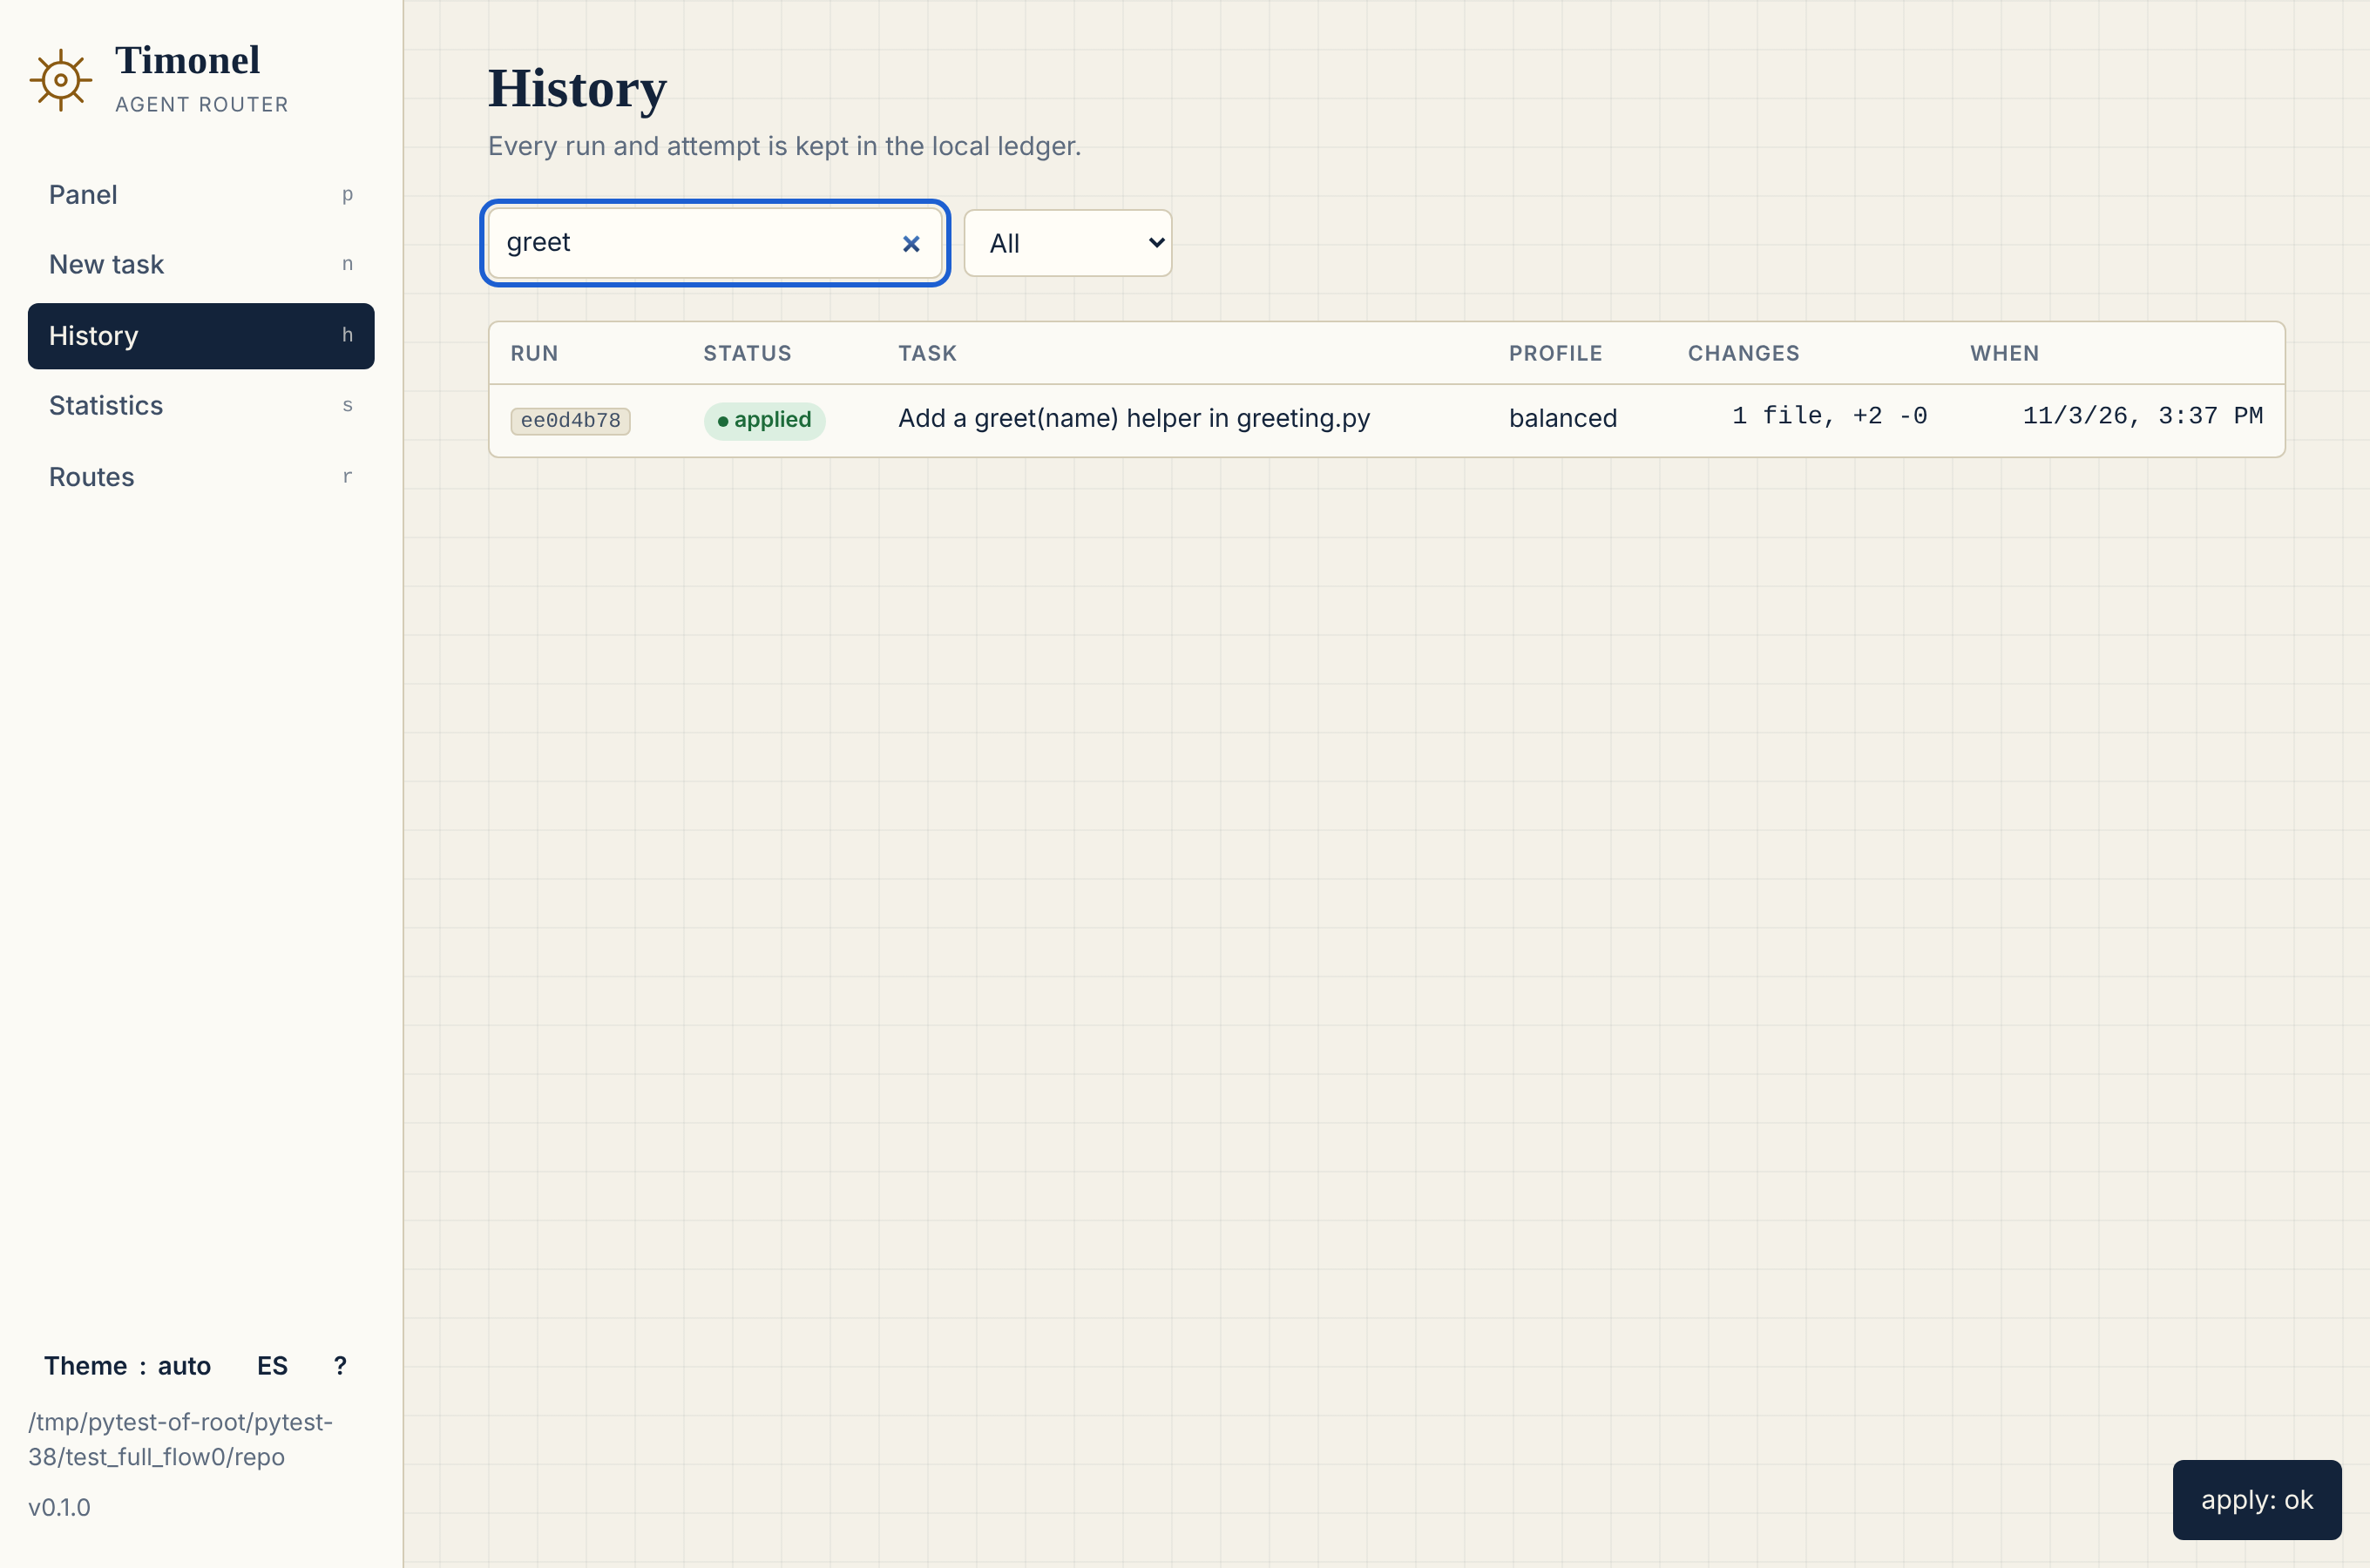 Timonel
AGENT ROUTER
Panel p
New task n
History h
Statistics s
Routes r
Theme : auto ES ?
/tmp/pytest-of-root/pytest-
38/test_full_flow0/repo
v0.1.0
History
Every run and attempt is kept in the local ledger.
greet
All
RUN STATUS TASK PROFILE CHANGES WHEN
ee0d4b78 applied Add a greet(name) helper in greeting.py balanced 1 file, +2 -0 11/3/26, 3:37 PM
apply: ok